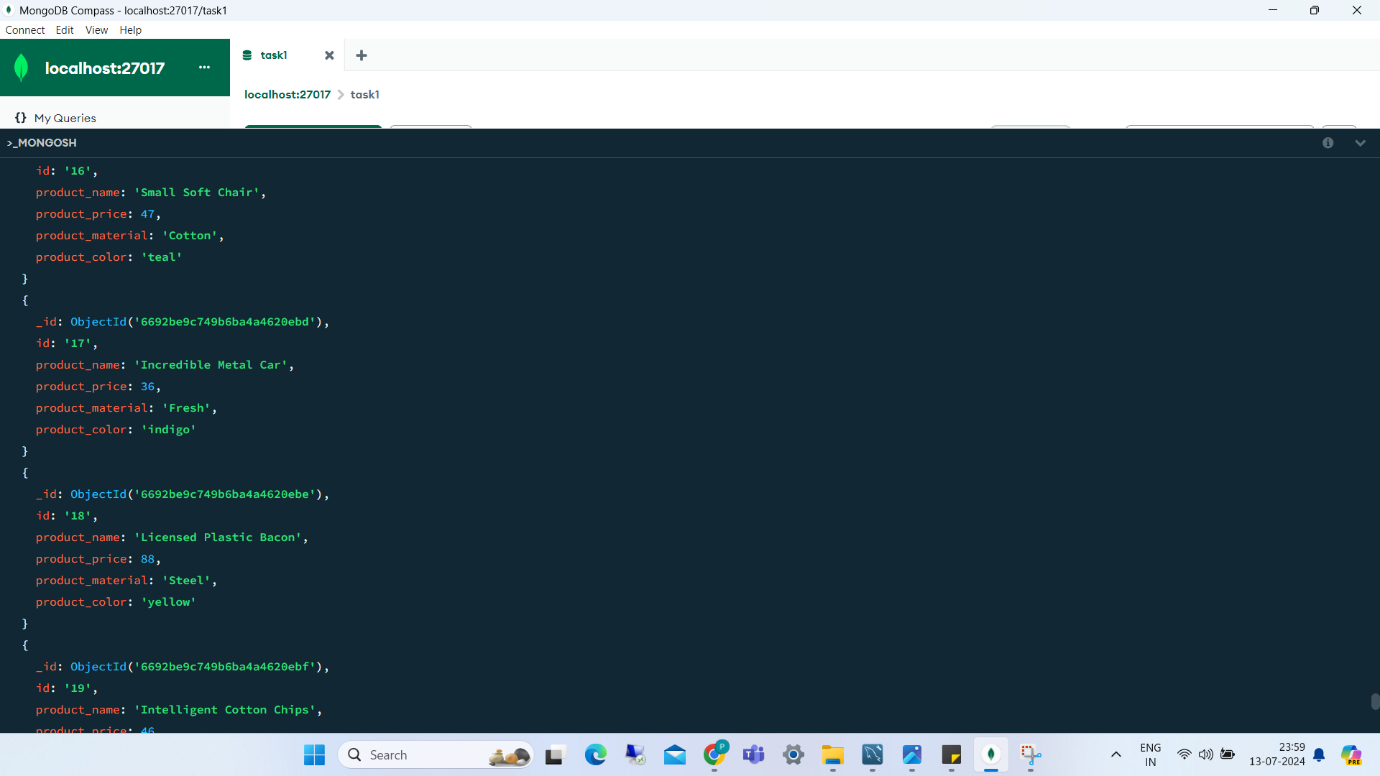 MongoDB Compass - localhost:27017/task1
Connect Edit View Help
localhost:27017 ···
task1
localhost:27017 > task1
{} My Queries
>_MONGOSH
id: '16',
product_name: 'Small Soft Chair',
product_price: 47,
product_material: 'Cotton',
product_color: 'teal'
}
{
_id: ObjectId('6692be9c749b6ba4a4620ebd'),
id: '17',
product_name: 'Incredible Metal Car',
product_price: 36,
product_material: 'Fresh',
product_color: 'indigo'
}
{
_id: ObjectId('6692be9c749b6ba4a4620ebe'),
id: '18',
product_name: 'Licensed Plastic Bacon',
product_price: 88,
product_material: 'Steel',
product_color: 'yellow'
}
{
_id: ObjectId('6692be9c749b6ba4a4620ebf'),
id: '19',
product_name: 'Intelligent Cotton Chips',
product_price: 46
Search
ENG
IN
23:59
13-07-2024
PRE